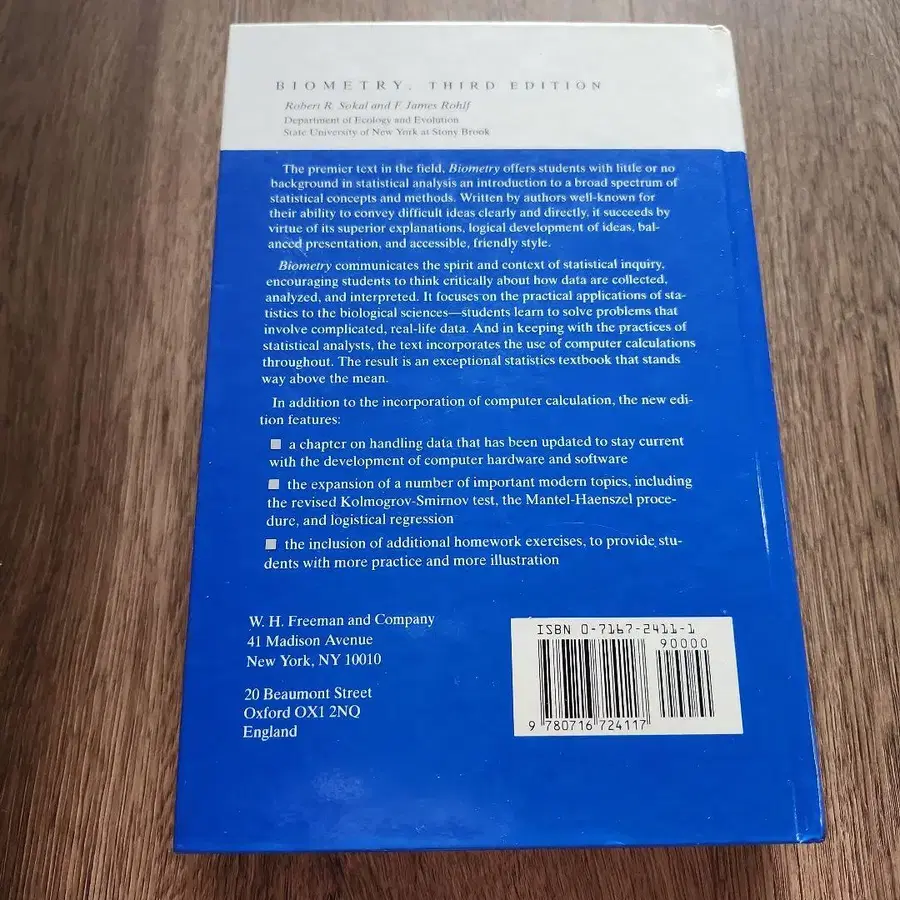 BIOMETRY, THIRD EDITION
Robert R. Sokal and F. James Rohlf
Department of Ecology and Evolution
State University of New York at Stony Brook
The premier text in the field, Biometry offers students with little or no
background in statistical analysis an introduction to a broad spectrum of
statistical concepts and methods. Written by authors well-known for
their ability to convey difficult ideas clearly and directly, it succeeds by
virtue of its superior explanations, logical development of ideas, bal-
anced presentation, and accessible, friendly style.
Biometry communicates the spirit and context of statistical inquiry,
encouraging students to think critically about how data are collected,
analyzed, and interpreted. It focuses on the practical applications of sta-
tistics to the biological sciences—students learn to solve problems that
involve complicated, real-life data. And in keeping with the practices of
statistical analysts, the text incorporates the use of computer calculations
throughout. The result is an exceptional statistics textbook that stands
way above the mean.
In addition to the incorporation of computer calculation, the new edi-
tion features:
■ a chapter on handling data that has been updated to stay current
with the development of computer hardware and software
■ the expansion of a number of important modern topics, including
the revised Kolmogrov-Smirnov test, the Mantel-Haenszel proce-
dure, and logistical regression
■ the inclusion of additional homework exercises, to provide stu-
dents with more practice and more illustration
W. H. Freeman and Company
41 Madison Avenue
New York, NY 10010
20 Beaumont Street
Oxford OX1 2NQ
England
ISBN 0-7167-2411-1
90000
9 780716 724117